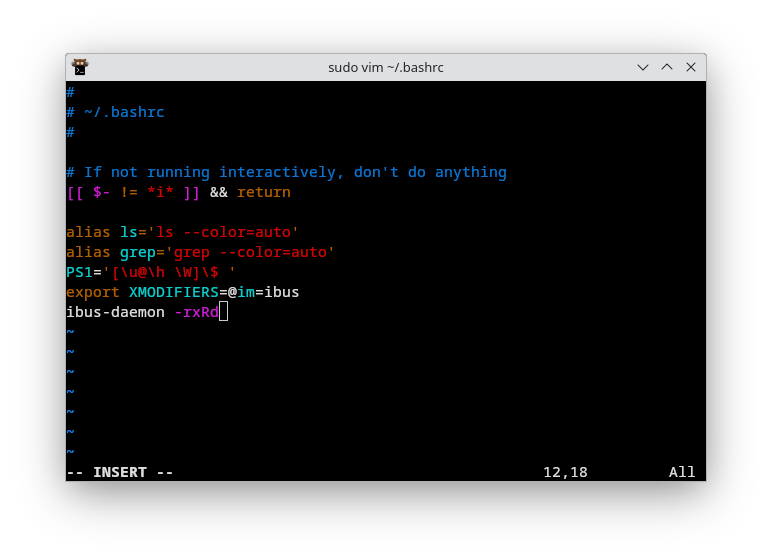 sudo vim ~/.bashrc
#
# ~/.bashrc
#
# If not running interactively, don't do anything
[[ $- != *i* ]] && return
alias ls='ls --color=auto'
alias grep='grep --color=auto'
PS1='[\u@\h \W]\$ '
export XMODIFIERS=@im=ibus
ibus-daemon -rxRd
~
~
~
~
~
~
~
-- INSERT -- 12,18 All